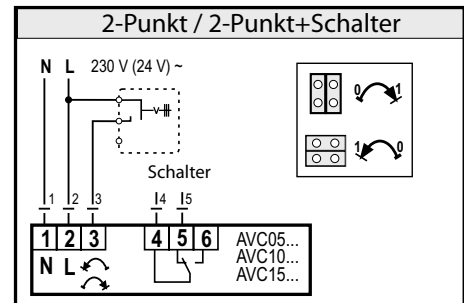 2-Punkt / 2-Punkt+Schalter
N L 230 V (24 V) ~
0 1
1 0
Schalter
1 2 3 4 5
1 2 3 4 5 6 AVC05...
N L AVC10...
AVC15...